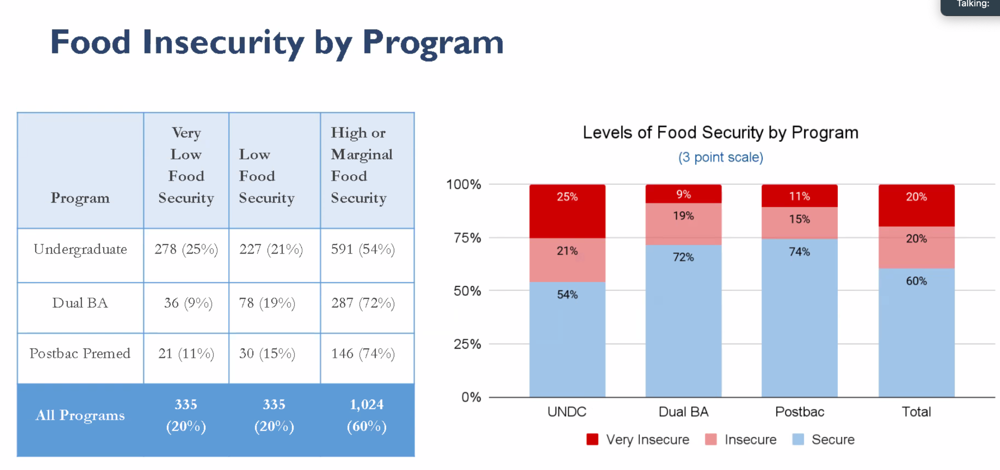 Talking:
Food Insecurity by Program
Program
Very
Low
Food
Security
Low
Food
Security
High or
Marginal
Food
Security
Undergraduate 278 (25%) 227 (21%) 591 (54%)
Dual BA 36 (9%) 78 (19%) 287 (72%)
Postbac Premed 21 (11%) 30 (15%) 146 (74%)
All Programs
335
(20%)
335
(20%)
1,024
(60%)
Levels of Food Security by Program
(3 point scale)
100%
75%
50%
25%
0%
25%
21%
54%
9%
19%
72%
11%
15%
74%
20%
20%
60%
UNDC Dual BA Postbac Total
Very Insecure Insecure Secure